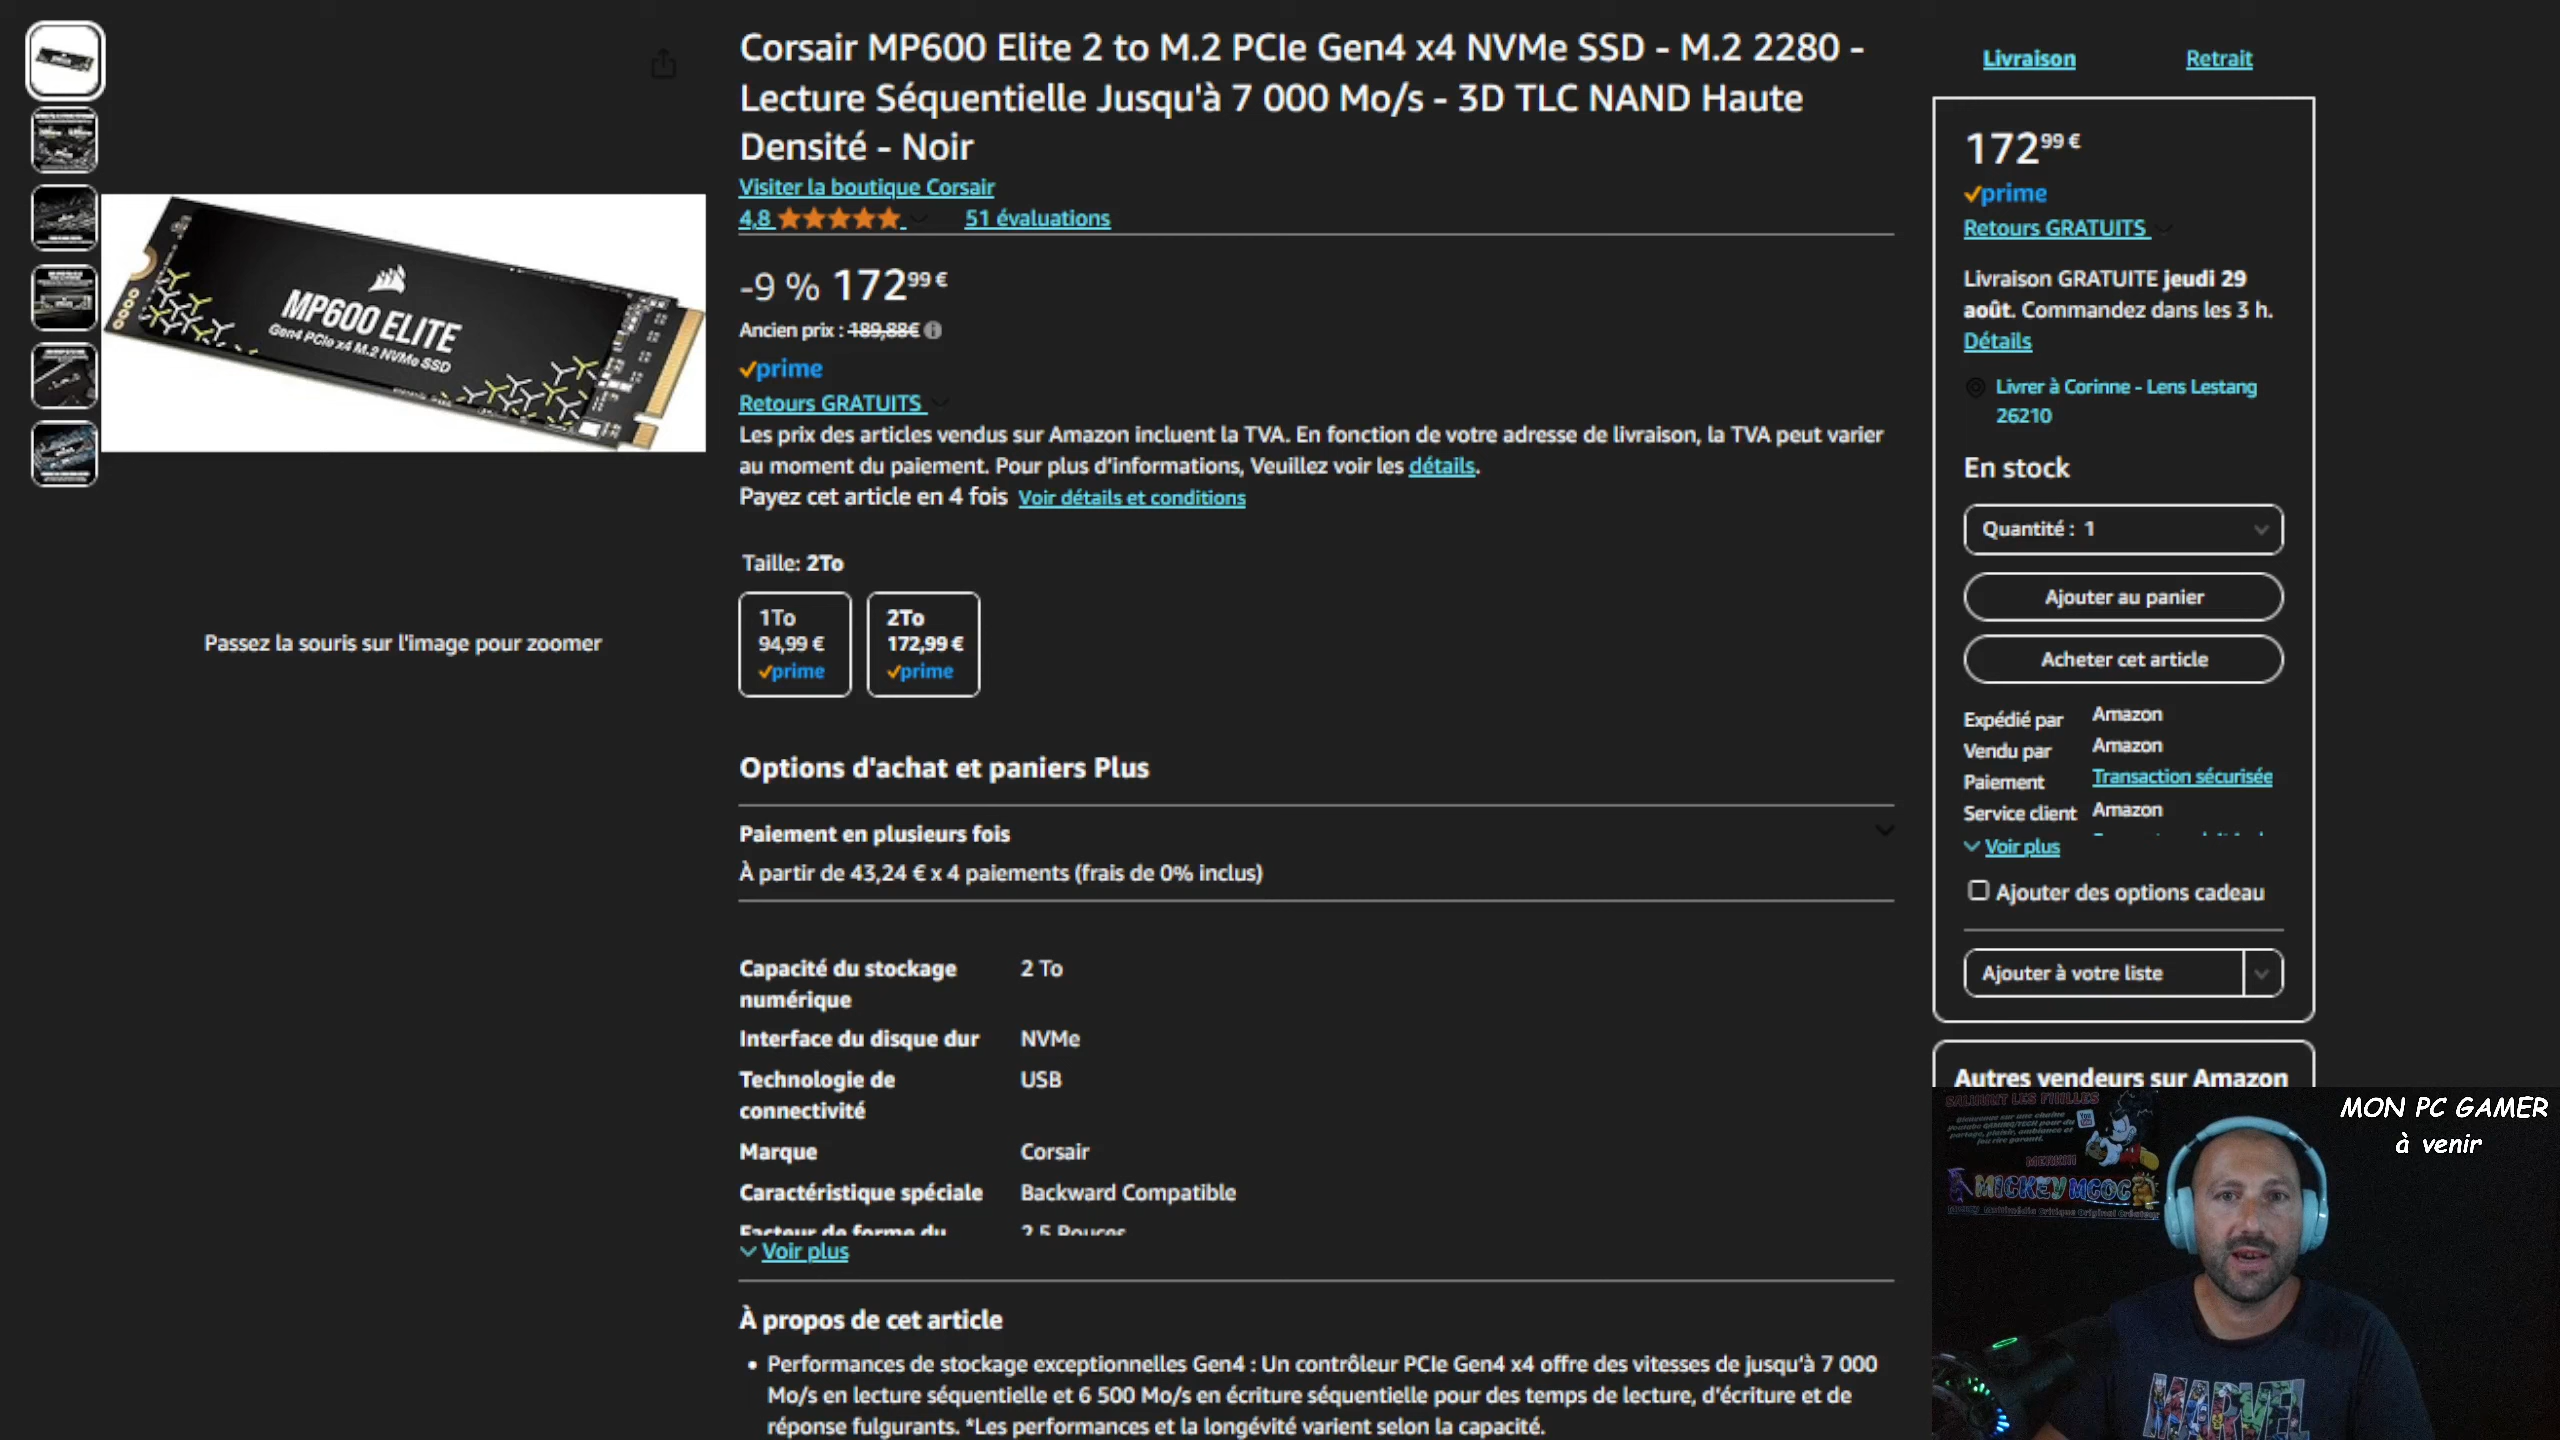 Corsair MP600 Elite 2 to M.2 PCIe Gen4 x4 NVMe SSD - M.2 2280 -
Lecture Séquentielle Jusqu'à 7 000 Mo/s - 3D TLC NAND Haute
Densité - Noir
Visiter la boutique Corsair
4,8
51 évaluations
MP600 ELITE
Gen4 PCIe x4 M.2 NVMe SSD
Passez la souris sur l'image pour zoomer
-9 % 172 99 €
Ancien prix : 189,88€
prime
Retours GRATUITS
Les prix des articles vendus sur Amazon incluent la TVA. En fonction de votre adresse de livraison, la TVA peut varier
au moment du paiement. Pour plus d'informations, Veuillez voir les détails.
Payez cet article en 4 fois Voir détails et conditions
Taille: 2To
1To
94,99 €
prime
2To
172,99 €
prime
Options d'achat et paniers Plus
Paiement en plusieurs fois
À partir de 43,24 € x 4 paiements (frais de 0% inclus)
Capacité du stockage
numérique
2 To
Interface du disque dur
NVMe
Technologie de
connectivité
USB
Marque
Corsair
Caractéristique spéciale
Backward Compatible
Facteur de forme du
2.5 Pouces
Voir plus
À propos de cet article
• Performances de stockage exceptionnelles Gen4 : Un contrôleur PCIe Gen4 x4 offre des vitesses de jusqu'à 7 000
Mo/s en lecture séquentielle et 6 500 Mo/s en écriture séquentielle pour des temps de lecture, d'écriture et de
réponse fulgurants. *Les performances et la longévité varient selon la capacité.
Livraison
Retrait
172 99 €
prime
Retours GRATUITS
Livraison GRATUITE jeudi 29
août. Commandez dans les 3 h.
Détails
Livrer à Corinne - Lens Lestang
26210
En stock
Quantité : 1
Ajouter au panier
Acheter cet article
Expédié par
Amazon
Vendu par
Amazon
Paiement
Transaction sécurisée
Service client
Amazon
Voir plus
Ajouter des options cadeau
Ajouter à votre liste
Autres vendeurs sur Amazon
MON PC GAMER
à venir
MICKEY MCOC
MARVEL